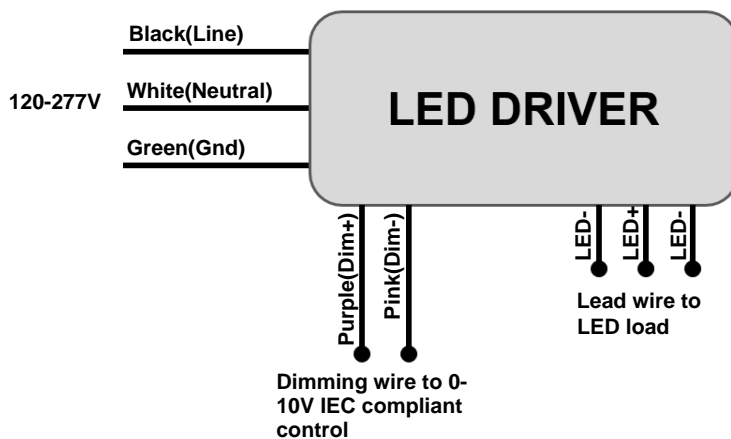 Black(Line)
120-277V
White(Neutral)
Green(Gnd)
LED DRIVER
Purple(Dim+)
Pink(Dim-)
LED-
LED+
LED-
Dimming wire to 0-
10V IEC compliant
control
Lead wire to
LED load